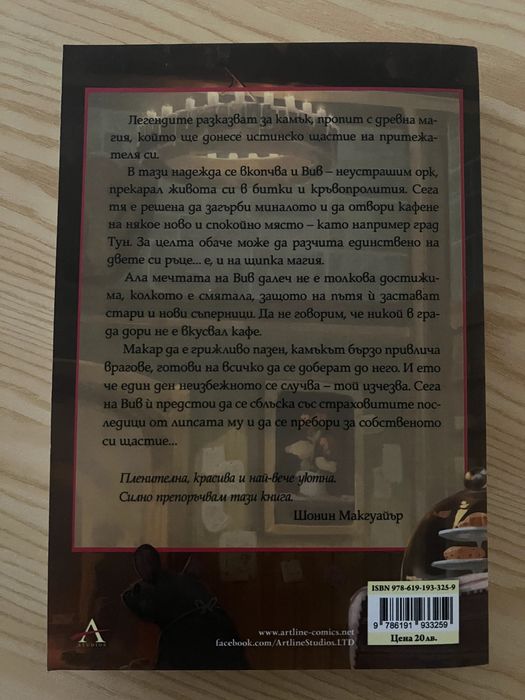 Легендите разказват за камък, пропит с древна ма-
гия, който ще донесе истинско щастие на притежа-
теля си.
В тази надежда се вкопчва и Вив – неустрашим орк,
прекарал живота си в битки и кръвопролития. Сега
тя е решена да загърби миналото и да отвори кафене
на някое ново и спокойно място – като например град
Тун. За целта обаче може да разчита единствено на
двете си ръце... е, и на щипка магия.
Ала мечтата на Вив далеч не е толкова достижи-
ма, колкото е смятала, защото на пътя ѝ застават
стари и нови съперници. Да не говорим, че никой в гра-
да дори не е вкусвал кафе.
Макар да е грижливо пазен, камъкът бързо привлича
врагове, готови на всичко да се доберат до него. И ето
че един ден неизбежното се случва – той изчезва. Сега
на Вив ѝ предстои да се сблъска със страховитите пос-
ледици от липсата му и да се пребори за собственото
си щастие...
Пленителна, красива и най-вече уютна.
Силно препоръчвам тази книга.
Шонин Макгуайър
ISBN 978-619-193-325-9
9 786191 933259
Цена 20 лв.
www.artline-comics.net
facebook.com/ArtlineStudios.LTD
A
STUDIOS